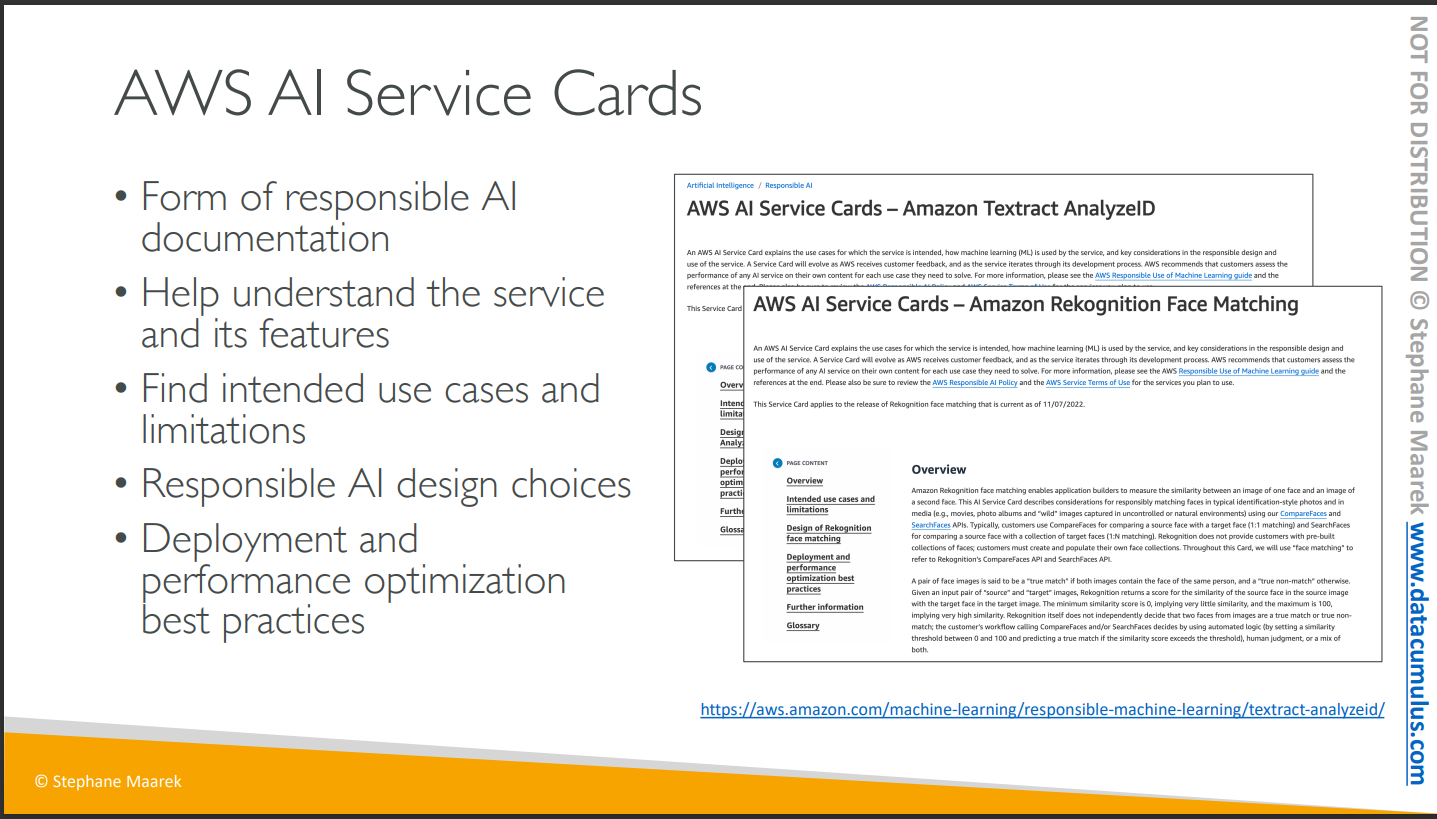 AWS AI Service Cards
• Form of responsible AI
documentation
• Help understand the service
and its features
• Find intended use cases and
limitations
• Responsible AI design choices
• Deployment and
performance optimization
best practices
Artificial Intelligence / Responsible AI
AWS AI Service Cards – Amazon Textract AnalyzeID
An AWS AI Service Card explains the use cases for which the service is intended, how machine learning (ML) is used by the service, and key considerations in the responsible design and
use of the service. A Service Card will evolve as AWS receives customer feedback, and as the service iterates through its development process. AWS recommends that customers assess the
performance of any AI service on their own content for each use case they need to solve. For more information, please see the AWS Responsible Use of Machine Learning guide and the
references at the
This Service Card
PAGE CO
Overv
Intend
limita
Desig
Analy
Deplo
perfor
optim
practi
Furthe
Glossa
AWS AI Service Cards – Amazon Rekognition Face Matching
An AWS AI Service Card explains the use cases for which the service is intended, how machine learning (ML) is used by the service, and key considerations in the responsible design and
use of the service. A Service Card will evolve as AWS receives customer feedback, and as the service iterates through its development process. AWS recommends that customers assess the
performance of any AI service on their own content for each use case they need to solve. For more information, please see the AWS Responsible Use of Machine Learning guide and the
references at the end. Please also be sure to review the AWS Responsible AI Policy and the AWS Service Terms of Use for the services you plan to use.
This Service Card applies to the release of Rekognition face matching that is current as of 11/07/2022.
PAGE CONTENT
Overview
Intended use cases and
limitations
Design of Rekognition
face matching
Deployment and
performance
optimization best
practices
Further information
Glossary
Overview
Amazon Rekognition face matching enables application builders to measure the similarity between an image of one face and an image of
a second face. This AI Service Card describes considerations for responsibly matching faces in typical identification-style photos and in
media (e.g., movies, photo albums and "wild" images captured in uncontrolled or natural environments) using our CompareFaces and
SearchFaces APIs. Typically, customers use CompareFaces for comparing a source face with a target face (1:1 matching) and SearchFaces
for comparing a source face with a collection of target faces (1:N matching). Rekognition does not provide customers with pre-built
collections of faces; customers must create and populate their own face collections. Throughout this Card, we will use "face matching" to
refer to Rekognition's CompareFaces API and SearchFaces API.
A pair of face images is said to be a "true match" if both images contain the face of the same person, and a "true non-match" otherwise.
Given an input pair of "source" and "target" images, Rekognition returns a score for the similarity of the source face in the source image
with the target face in the target image. The minimum similarity score is 0, implying very little similarity, and the maximum is 100,
implying very high similarity. Rekognition itself does not independently decide that two faces from images are a true match or true non-
match; the customer's workflow calling CompareFaces and/or SearchFaces decides by using automated logic (by setting a similarity
threshold between 0 and 100 and predicting a true match if the similarity score exceeds the threshold), human judgment, or a mix of
both.
https://aws.amazon.com/machine-learning/responsible-machine-learning/textract-analyzeid/
© Stephane Maarek
NOT FOR DISTRIBUTION © Stephane Maarek www.datacumulus.com